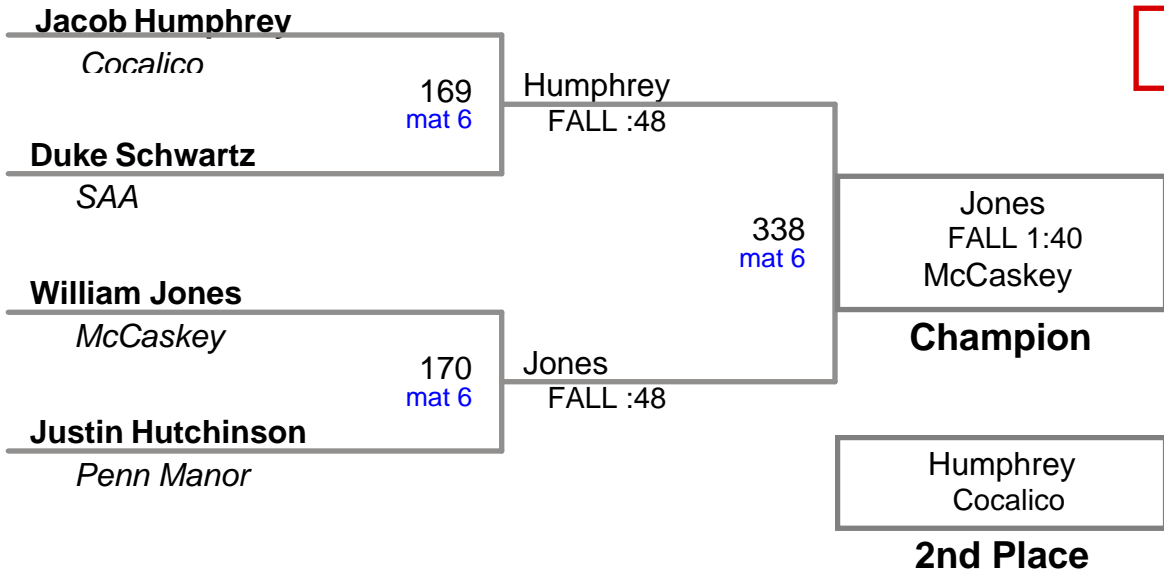 Jacob Humphrey
Cocalico
169
mat 6
Humphrey
FALL :48
Duke Schwartz
SAA
338
mat 6
Jones
FALL 1:40
McCaskey
Champion
William Jones
McCaskey
170
mat 6
Jones
FALL :48
Justin Hutchinson
Penn Manor
Humphrey
Cocalico
2nd Place